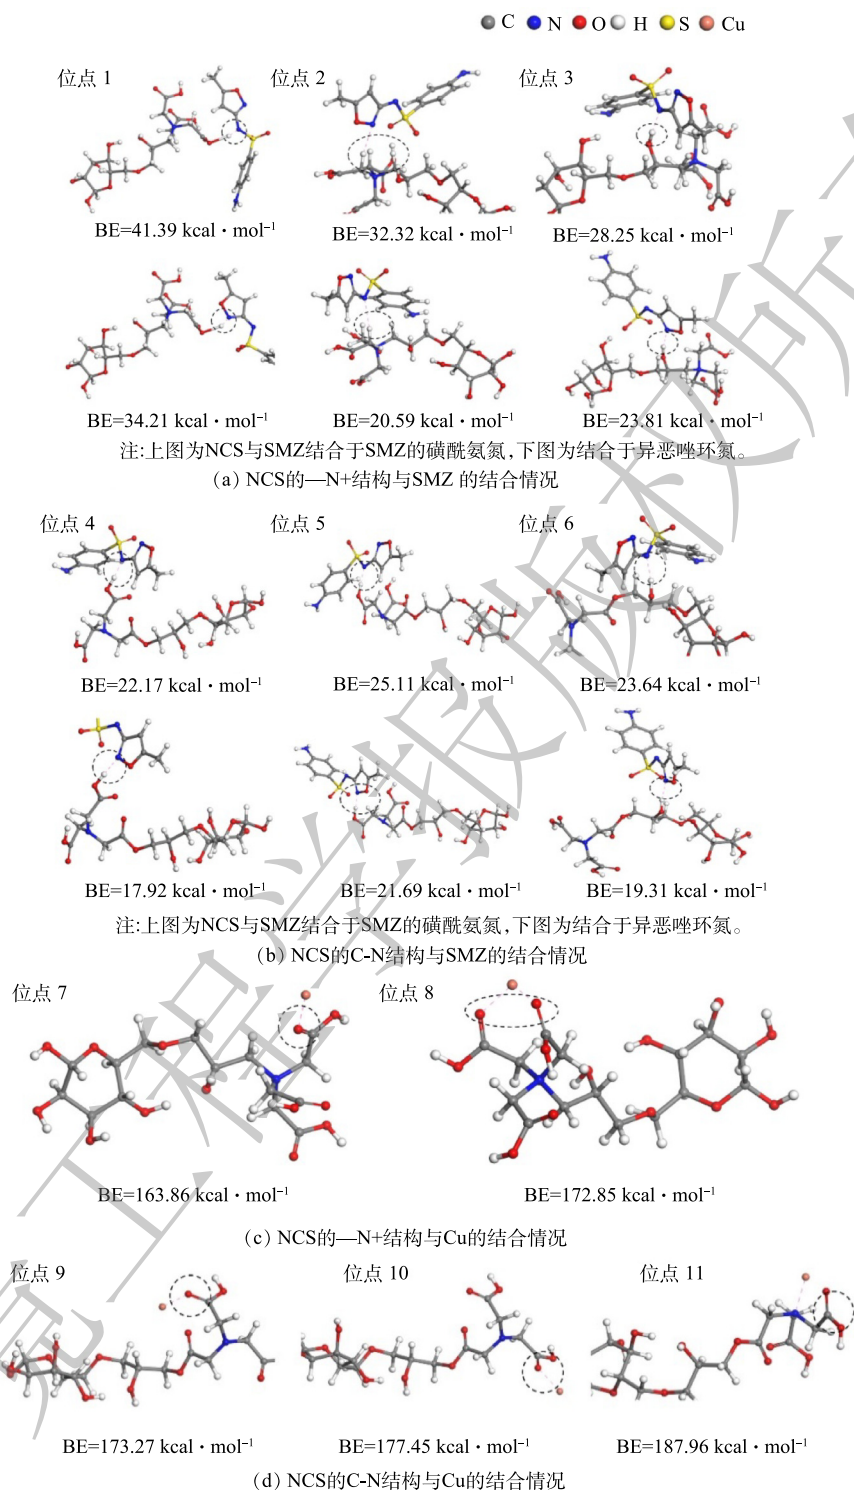 C N O H S Cu
位点 1 位点 2 位点 3
BE=41.39 kcal·mol⁻¹ BE=32.32 kcal·mol⁻¹ BE=28.25 kcal·mol⁻¹
BE=34.21 kcal·mol⁻¹ BE=20.59 kcal·mol⁻¹ BE=23.81 kcal·mol⁻¹
注:上图为NCS与SMZ结合于SMZ的磺酰氨氮,下图为结合于异恶唑环氮。
(a) NCS的—N+结构与SMZ 的结合情况
位点 4 位点 5 位点 6
BE=22.17 kcal·mol⁻¹ BE=25.11 kcal·mol⁻¹ BE=23.64 kcal·mol⁻¹
BE=17.92 kcal·mol⁻¹ BE=21.69 kcal·mol⁻¹ BE=19.31 kcal·mol⁻¹
注:上图为NCS与SMZ结合于SMZ的磺酰氨氮,下图为结合于异恶唑环氮。
(b) NCS的C-N结构与SMZ的结合情况
位点 7 位点 8
BE=163.86 kcal·mol⁻¹ BE=172.85 kcal·mol⁻¹
(c) NCS的—N+结构与Cu的结合情况
位点 9 位点 10 位点 11
BE=173.27 kcal·mol⁻¹ BE=177.45 kcal·mol⁻¹ BE=187.96 kcal·mol⁻¹
(d) NCS的C-N结构与Cu的结合情况
工程学报版权所